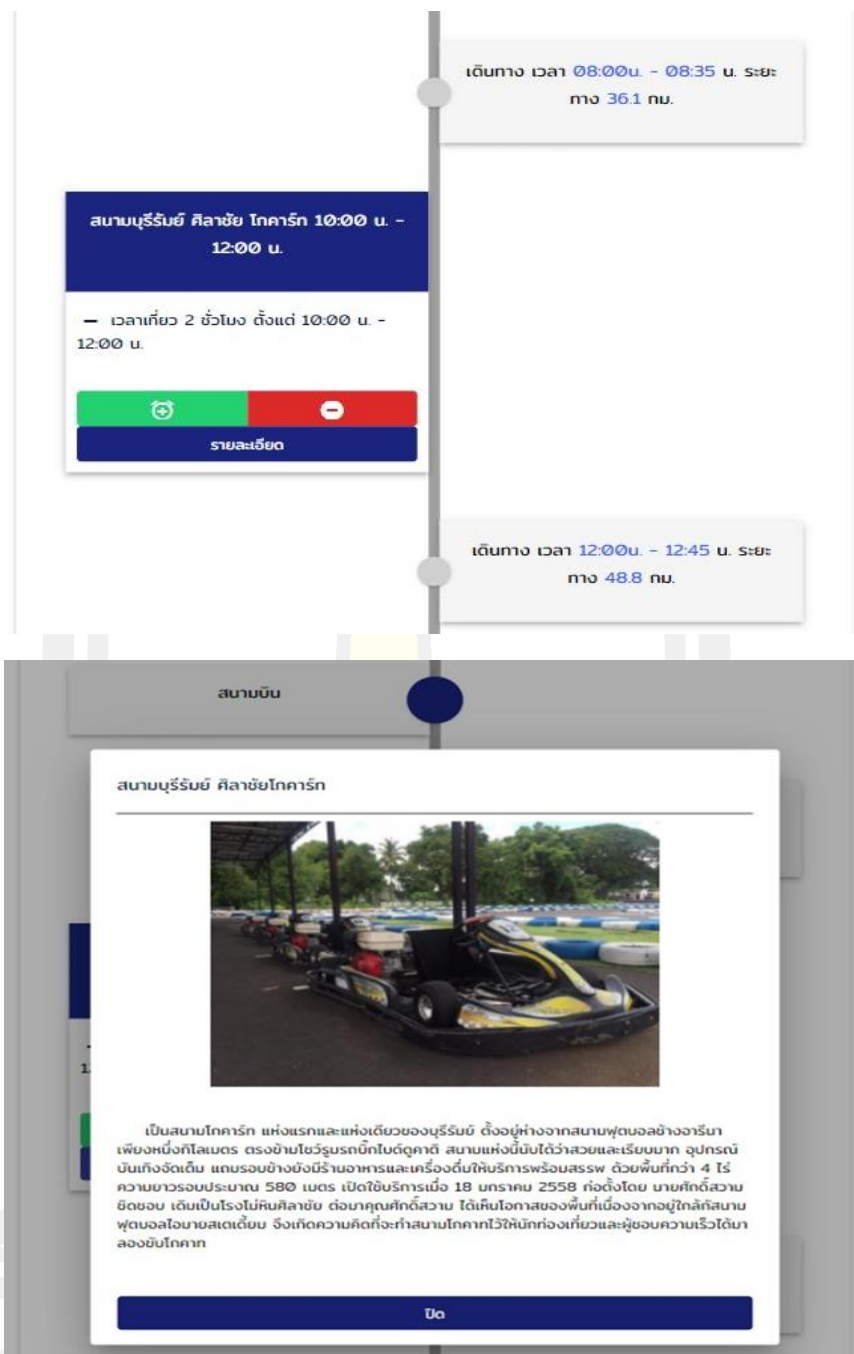 เดินทาง เวลา 08:00น. - 08:35 น. ระยะ
ทาง 36.1 กม.
สนามบุรีรัมย์ ศิลาชัย โกคาร์ท 10:00 น. -
12:00 น.
– เวลาเที่ยว 2 ชั่วโมง ตั้งแต่ 10:00 น. -
12:00 น.
รายละเอียด
เดินทาง เวลา 12:00น. - 12:45 น. ระยะ
ทาง 48.8 กม.
สนามบิน
สนามบุรีรัมย์ ศิลาชัยโกคาร์ท
เป็นสนามโกคาร์ท แห่งแรกและแห่งเดียวของบุรีรัมย์ ตั้งอยู่ห่างจากสนามฟุตบอลช้างอารีนา
เพียงหนึ่งกิโลเมตร ตรงข้ามโชว์รูมรถบิ๊กไบด์ดูคาติ สนามแห่งนี้นับได้ว่าสวยและเรียบมาก อุปกรณ์
บันเทิงจัดเต็ม แถมรอบข้างยังมีร้านอาหารและเครื่องดื่มให้บริการพร้อมสรรพ ด้วยพื้นที่กว่า 4 ไร่
ความยาวรอบประมาณ 580 เมตร เปิดใช้บริการเมื่อ 18 มกราคม 2558 ก่อตั้งโดย นายศักดิ์สวาม
ชิดชอบ เดิมเป็นโรงโม่หินศิลาชัย ต่อมาคุณศักดิ์สวาม ได้เห็นโอกาสของพื้นที่เนื่องจากอยู่ใกล้กัสนาม
ฟุตบอลไอมายสเตเดี้ยม จึงเกิดความคิดที่จะทำสนามโกคาทไว้ให้นักท่องเที่ยวและผู้ชอบความเร็วได้มา
ลองขับโกคาท
ปิด